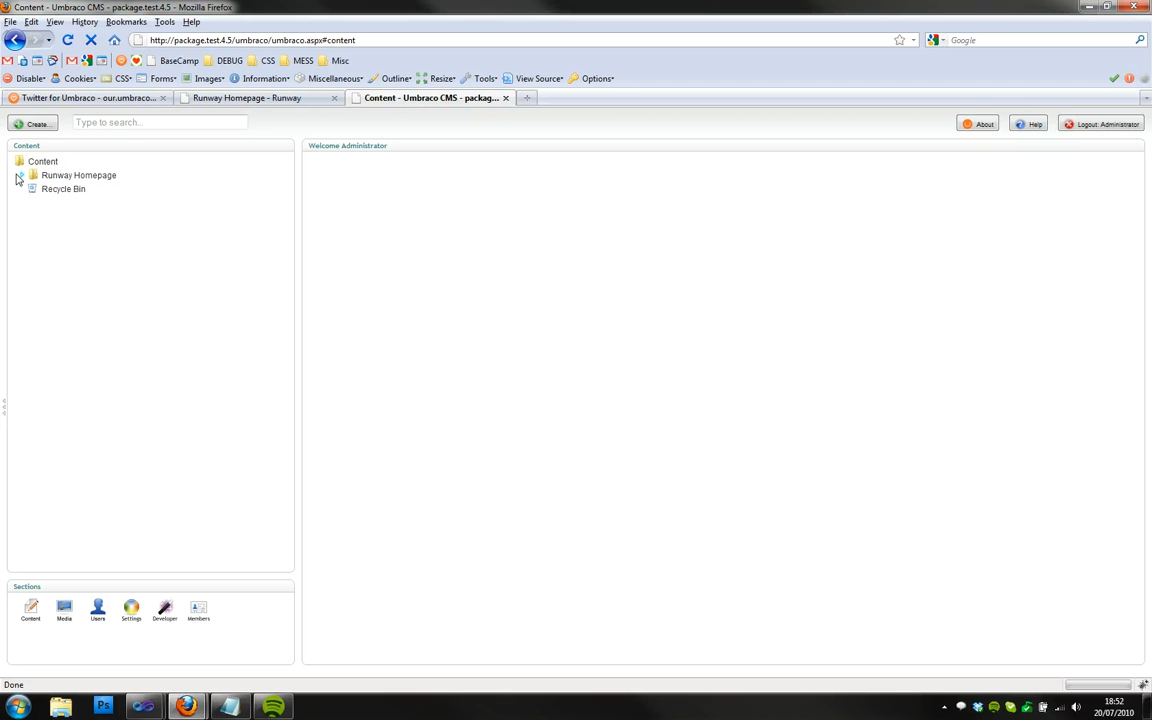 Content - Umbraco CMS - package.test.4.5 - Mozilla Firefox
File Edit View History Bookmarks Tools Help
http://package.test.4.5/umbraco/umbraco.aspx#content
Google
BaseCamp DEBUG CSS MESS Misc
Disable Cookies CSS Forms Images Information Miscellaneous Outline Resize Tools View Source Options
Twitter for Umbraco - our.umbraco... Runway Homepage - Runway Content - Umbraco CMS - packag...
Create... Type to search... About Help Logout: Administrator
Content Welcome Administrator
Content
Runway Homepage
Recycle Bin
Sections
Content Media Users Settings Developer Members
Done
Ps
18:52
20/07/2010